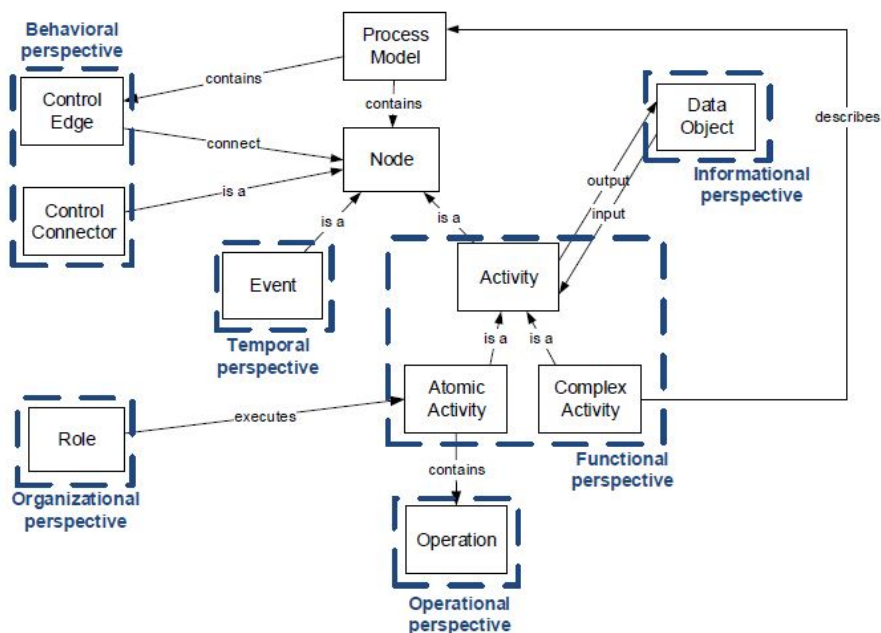 Behavioral
perspective
Process
Model
contains
contains
Control
Edge
Data
Object
describes
connect
Node
Informational
perspective
output
input
is a
Control
Connector
is a
is a
Event
Activity
Temporal
perspective
is a
is a
Atomic
Activity
Complex
Activity
executes
Role
contains
Functional
perspective
Organizational
perspective
Operation
Operational
perspective